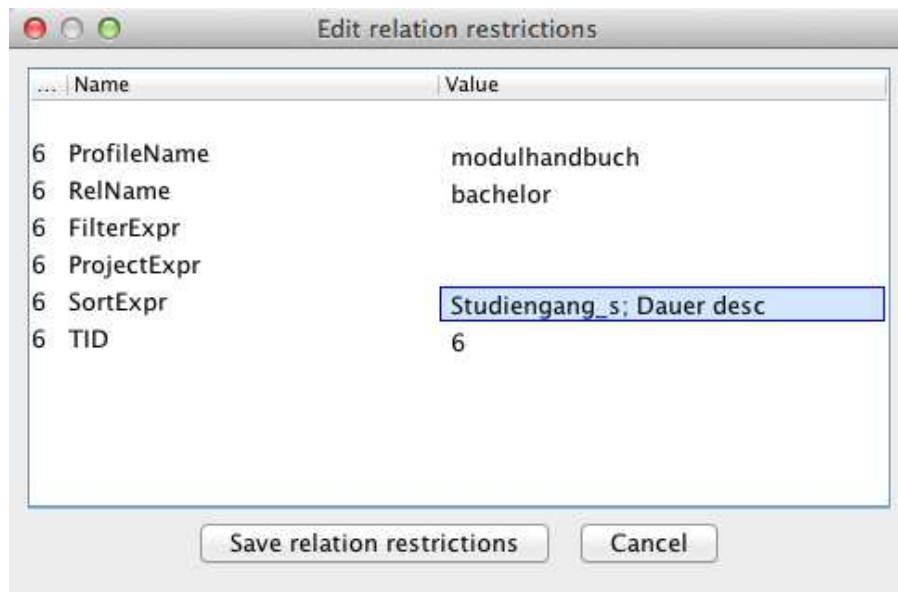 Edit relation restrictions
... Name Value
6 ProfileName modulhandbuch
6 RelName bachelor
6 FilterExpr
6 ProjectExpr
6 SortExpr Studiengang_s; Dauer desc
6 TID 6
Save relation restrictions Cancel